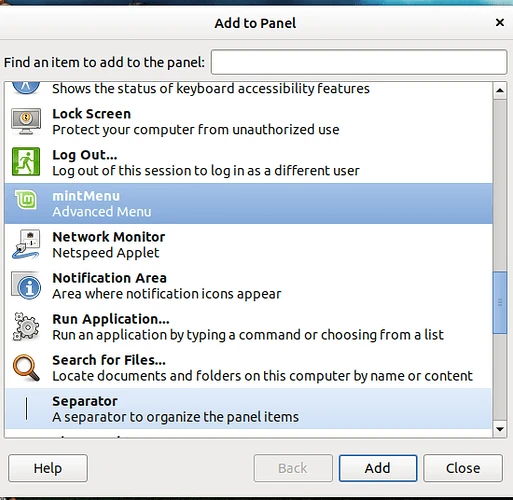 Add to Panel
Find an item to add to the panel:
Shows the status of keyboard accessibility features
Lock Screen
Protect your computer from unauthorized use
Log Out...
Log out of this session to log in as a different user
mintMenu
Advanced Menu
Network Monitor
Netspeed Applet
Notification Area
Area where notification icons appear
Run Application...
Run an application by typing a command or choosing from a list
Search for Files...
Locate documents and folders on this computer by name or content
Separator
A separator to organize the panel items
Help
Back
Add
Close